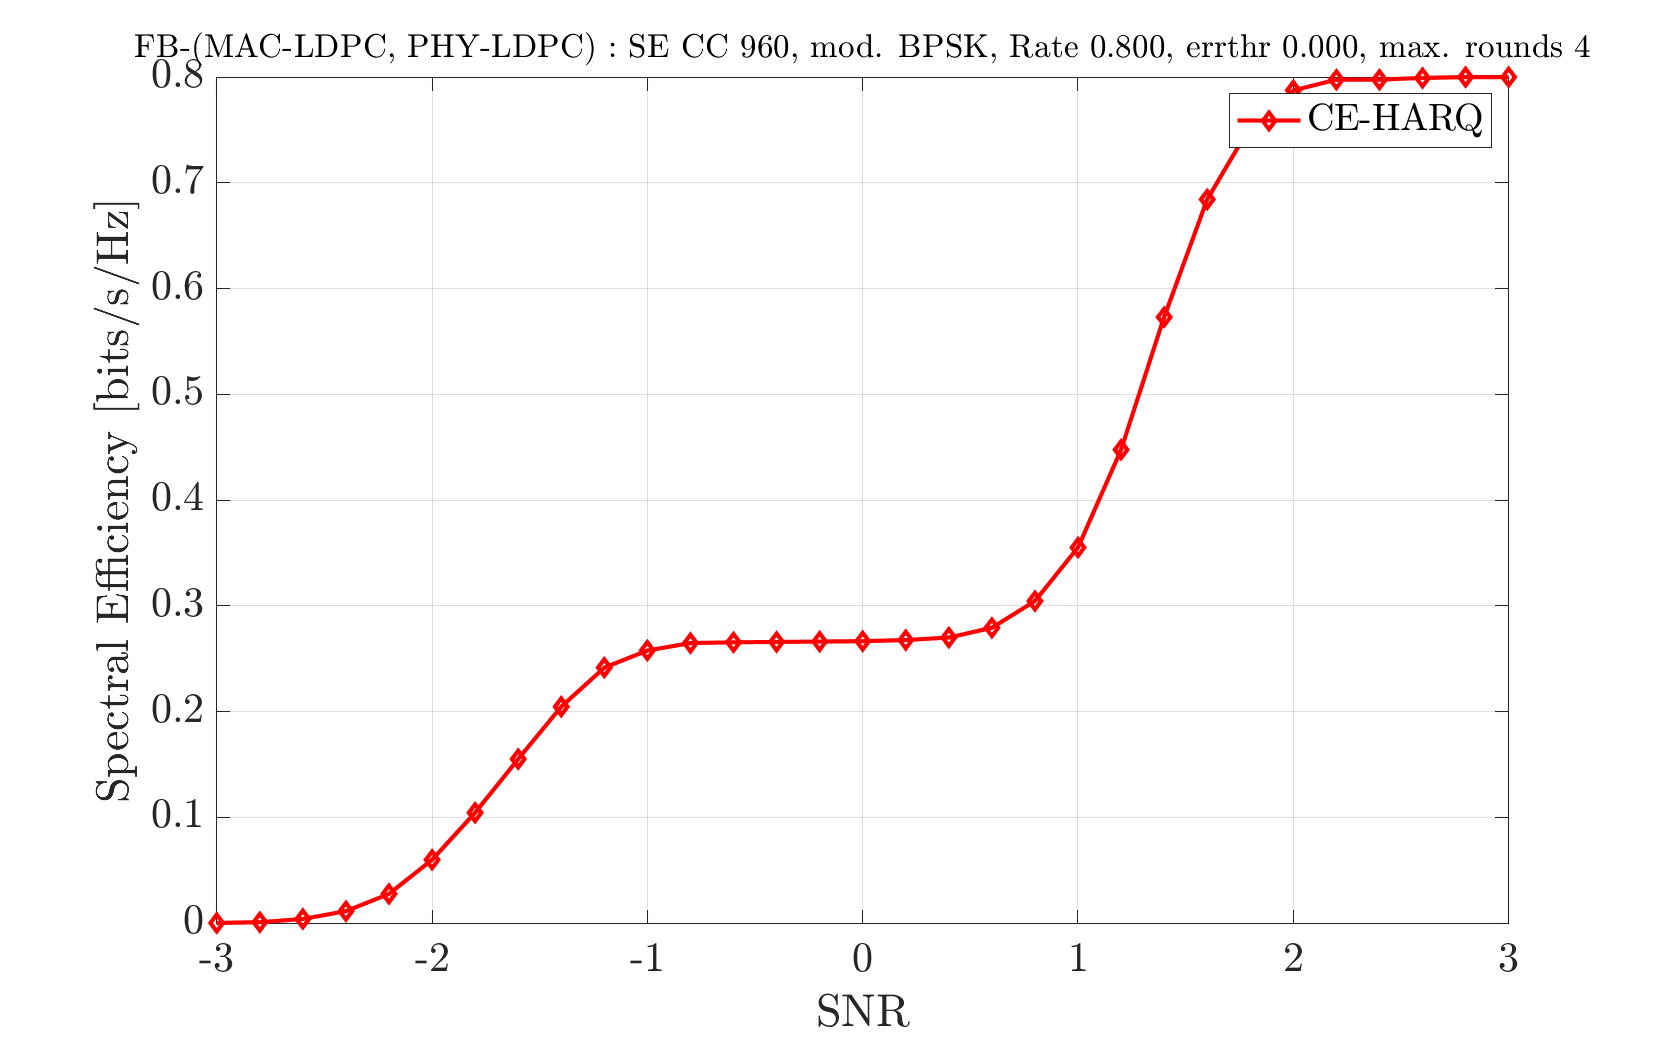 FB-(MAC-LDPC, PHY-LDPC) : SE CC 960, mod. BPSK, Rate 0.800, errthr 0.000, max. rounds 4
0.8
CE-HARQ
0.7
0.6
0.5
0.4
0.3
0.2
0.1
0
Spectral Efficiency [bits/s/Hz]
-3 -2 -1 0 1 2 3
SNR